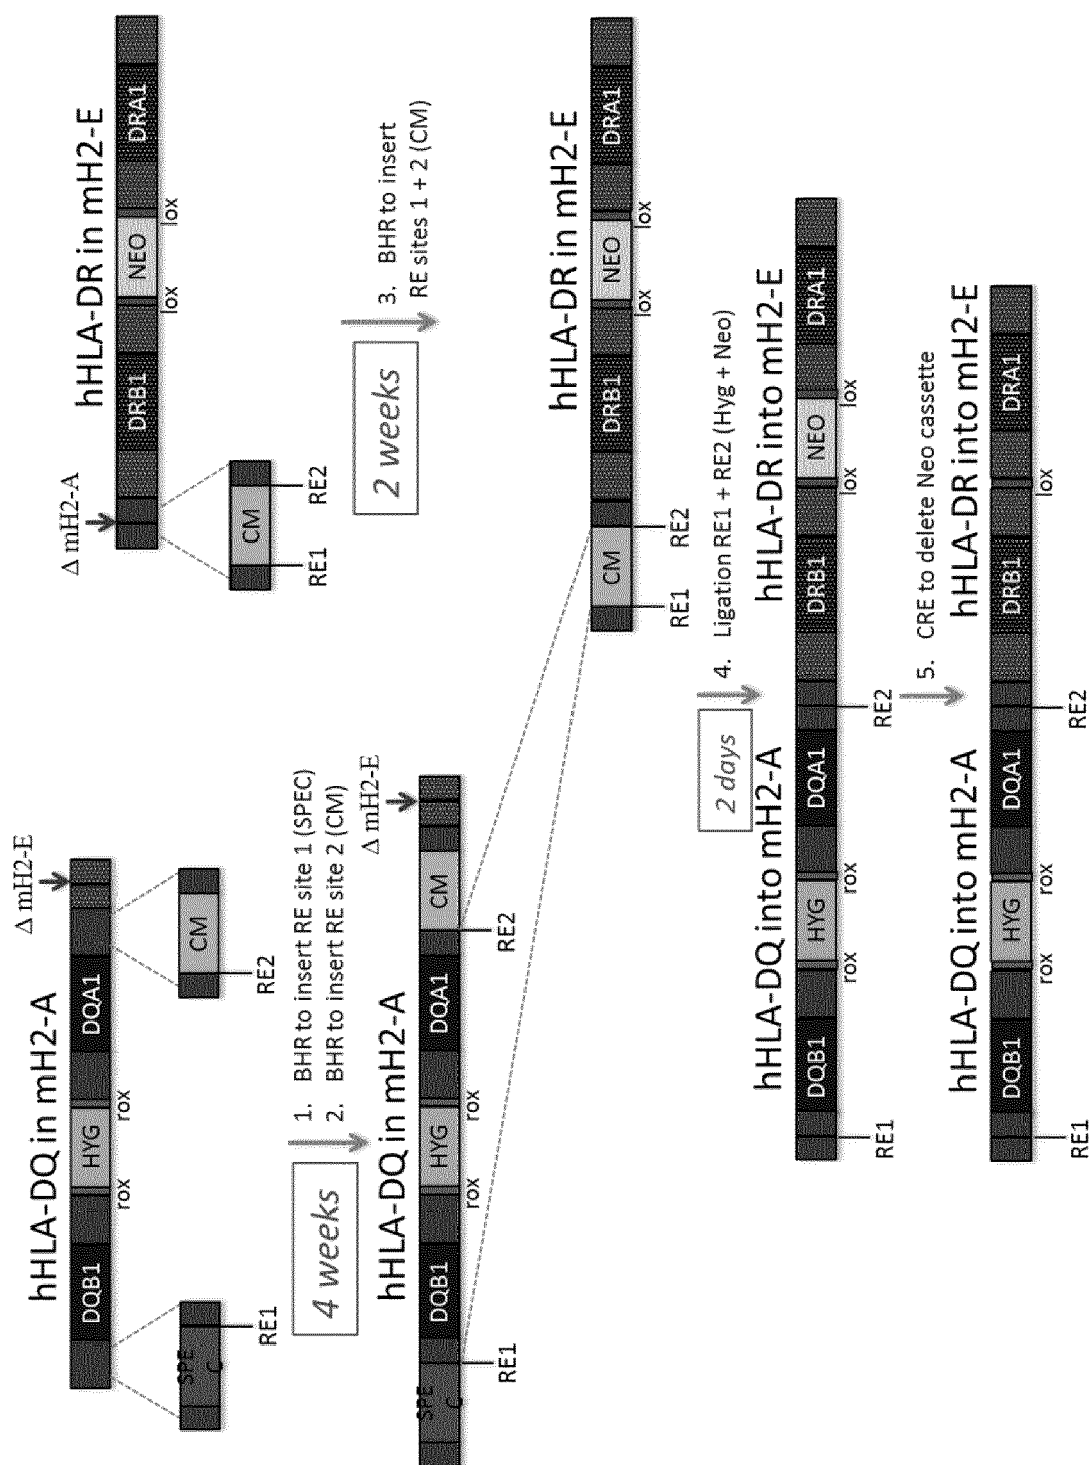 hHLA-DQ in mH2-A
Δ mH2-E
DQB1
HYG
DQA1
rox
rox
SPE
C
RE1
CM
RE2
hHLA-DR in mH2-E
Δ mH2-A
DRB1
NEO
DRA1
lox
lox
CM
RE1
RE2
4 weeks
1. BHR to insert RE site 1 (SPEC)
2. BHR to insert RE site 2 (CM)
2 weeks
3. BHR to insert
RE sites 1 + 2 (CM)
hHLA-DQ in mH2-A
Δ mH2-E
SPE
C
DQB1
HYG
DQA1
CM
RE1
rox
rox
RE2
hHLA-DR in mH2-E
CM
DRB1
NEO
DRA1
RE1
RE2
lox
lox
2 days
4. Ligation RE1 + RE2 (Hyg + Neo)
hHLA-DQ into mH2-A
hHLA-DR into mH2-E
DQB1
HYG
DQA1
DRB1
NEO
DRA1
RE1
rox
rox
RE2
lox
lox
5. CRE to delete Neo cassette
hHLA-DQ into mH2-A
hHLA-DR into mH2-E
DQB1
HYG
DQA1
DRB1
DRA1
RE1
rox
rox
RE2
lox